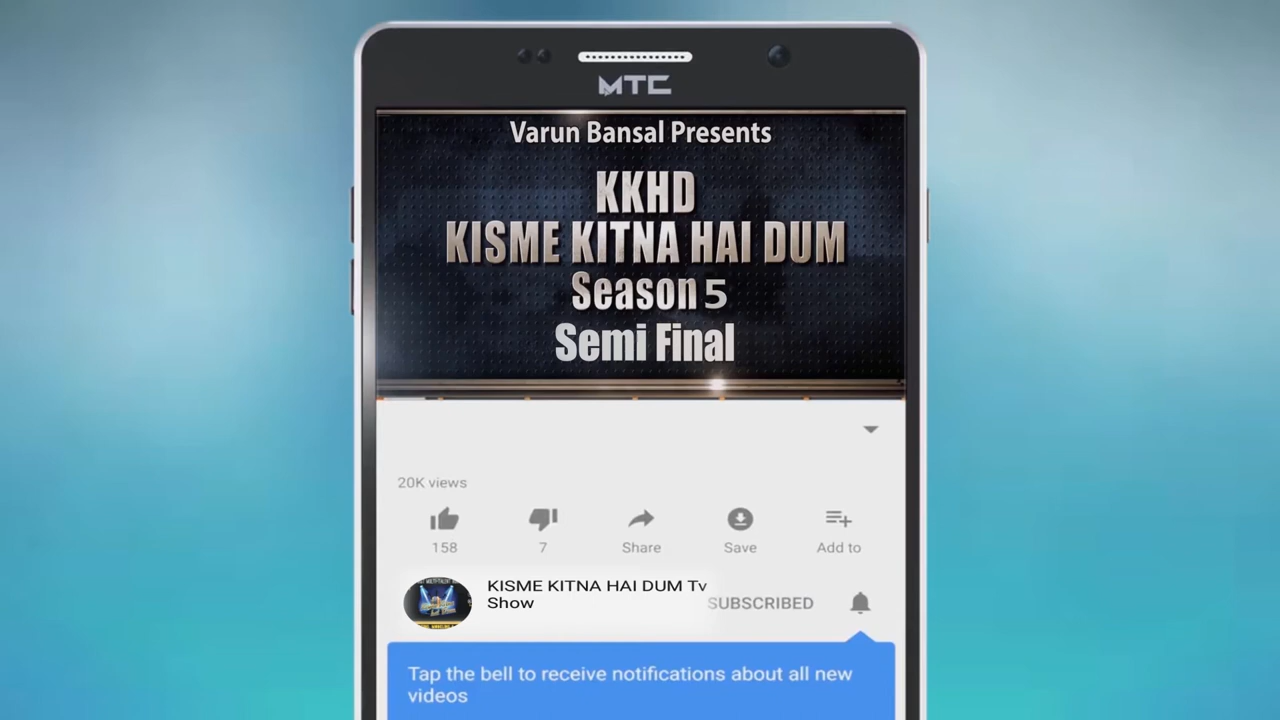 MTC
Varun Bansal Presents
KKHD
KISME KITNA HAI DUM
Season 5
Semi Final
20K views
158
7
Share
Save
Add to
KISME KITNA HAI DUM Tv
Show
SUBSCRIBED
Tap the bell to receive notifications about all new
videos